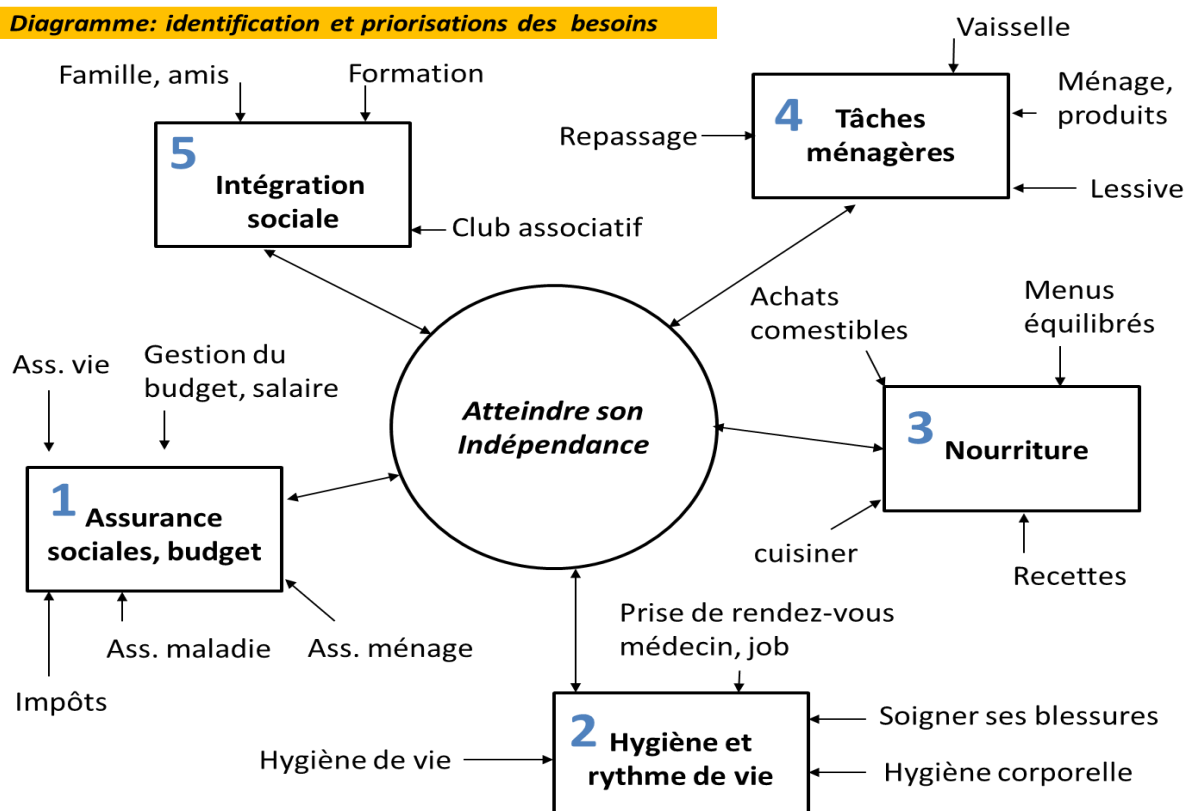 Diagramme: identification et priorisations des besoins
Famille, amis
Formation
5
Intégration
sociale
Club associatif
Vaisselle
Ménage,
produits
Repassage
4
Tâches
ménagères
Lessive
Ass. vie
Gestion du
budget, salaire
1
Assurance
sociales, budget
Impôts
Ass. maladie
Ass. ménage
Atteindre son
Indépendance
Achats
comestibles
Menus
équilibrés
3
Nourriture
cuisiner
Recettes
Prise de rendez-vous
médecin, job
2
Hygiène et
rythme de vie
Hygiène de vie
Soigner ses blessures
Hygiène corporelle